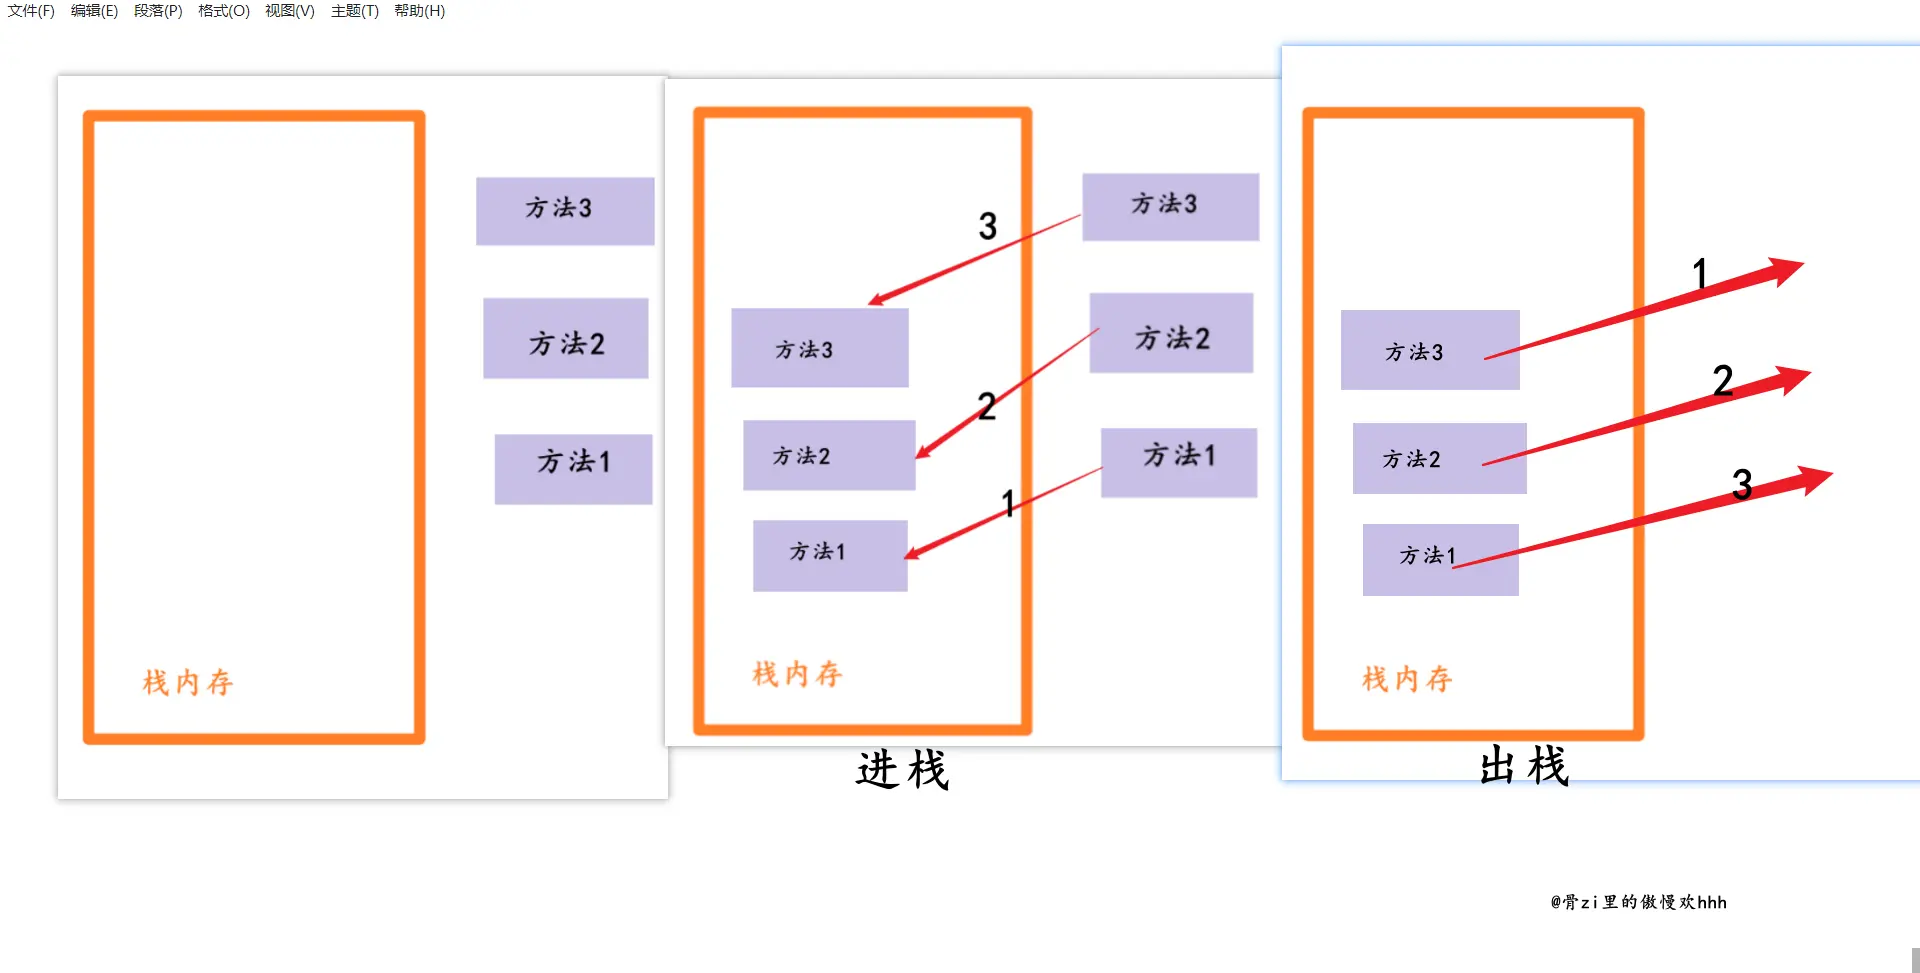 文件(F) 编辑(E) 段落(P) 格式(O) 视图(V) 主题(T) 帮助(H)
方法3
方法2
方法1
栈内存
方法3
3
方法3
方法2
2
方法2
方法1
1
方法1
栈内存
进栈
1
方法3
2
方法2
3
方法1
栈内存
出栈
@骨zi里的傲慢欢hhh